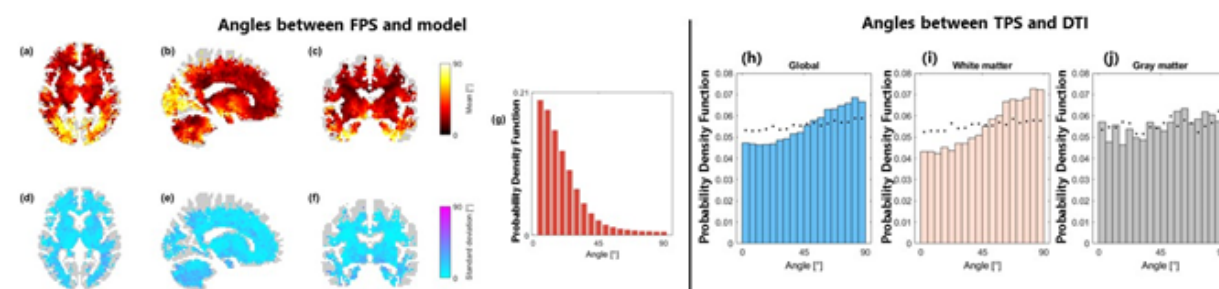 Angles between FPS and model
(a)
(b)
(c)
90
Mean [°]
0
(d)
(e)
(f)
90
Standard deviation [°]
0
(g)
Probability Density Function
0.21
0
0
45
90
Angle [°]
Angles between TPS and DTI
(h)
Global
Probability Density Function
0.08
0.07
0.06
0.05
0.04
0.03
0.02
0.01
0
0
45
90
Angle [°]
(i)
White matter
Probability Density Function
0.08
0.07
0.06
0.05
0.04
0.03
0.02
0.01
0
0
45
90
Angle [°]
(j)
Gray matter
Probability Density Function
0.08
0.07
0.06
0.05
0.04
0.03
0.02
0.01
0
0
45
90
Angle [°]